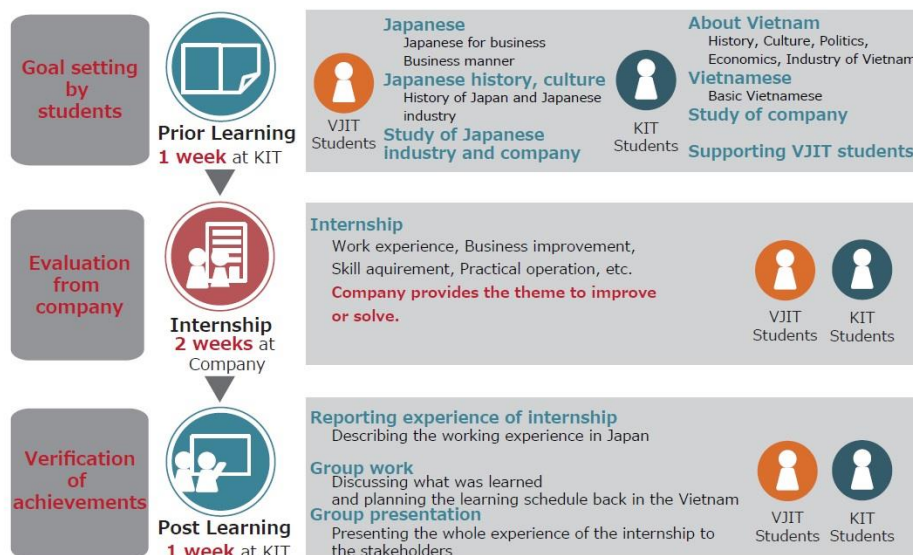 Goal setting
by
students
Prior Learning
1 week at KIT
VJIT
Students
Japanese
Japanese for business
Business manner
Japanese history, culture
History of Japan and Japanese
industry
Study of Japanese
industry and company
KIT
Students
About Vietnam
History, Culture, Politics,
Economics, Industry of Vietnam
Vietnamese
Basic Vietnamese
Study of company
Supporting VJIT students
Evaluation
from
company
Internship
2 weeks at
Company
Internship
Work experience, Business improvement,
Skill aquirement, Practical operation, etc.
Company provides the theme to improve
or solve.
VJIT
Students
KIT
Students
Verification
of
achievements
Post Learning
1 week at KIT
Reporting experience of internship
Describing the working experience in Japan
Group work
Discussing what was learned
and planning the learning schedule back in the Vietnam
Group presentation
Presenting the whole experience of the internship to
the stakeholders
VJIT
Students
KIT
Students